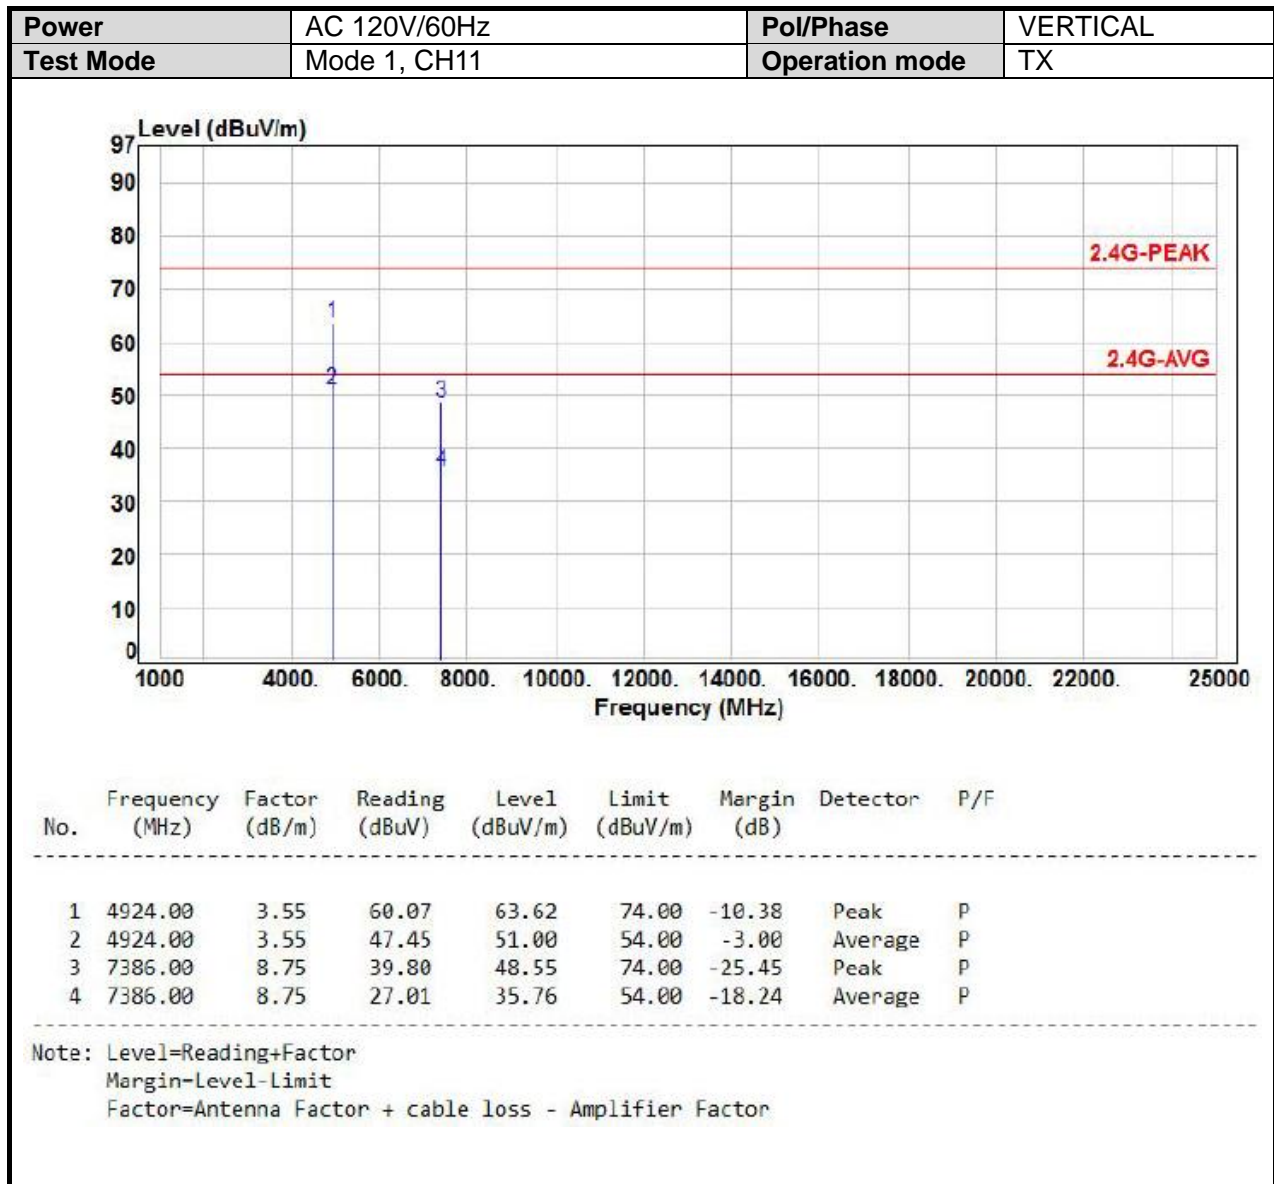 Power AC 120V/60Hz Pol/Phase VERTICAL
Test Mode Mode 1, CH11 Operation mode TX
Level (dBuV/m)
97
90
80
2.4G-PEAK
70
1
60
2.4G-AVG
2
3
50
40
4
30
20
10
0
1000 4000. 6000. 8000. 10000. 12000. 14000. 16000. 18000. 20000. 22000. 25000
Frequency (MHz)
Frequency Factor Reading Level Limit Margin Detector P/F
No. (MHz) (dB/m) (dBuV) (dBuV/m) (dBuV/m) (dB)
1 4924.00 3.55 60.07 63.62 74.00 -10.38 Peak P
2 4924.00 3.55 47.45 51.00 54.00 -3.00 Average P
3 7386.00 8.75 39.80 48.55 74.00 -25.45 Peak P
4 7386.00 8.75 27.01 35.76 54.00 -18.24 Average P
Note: Level=Reading+Factor
Margin=Level-Limit
Factor=Antenna Factor + cable loss - Amplifier Factor